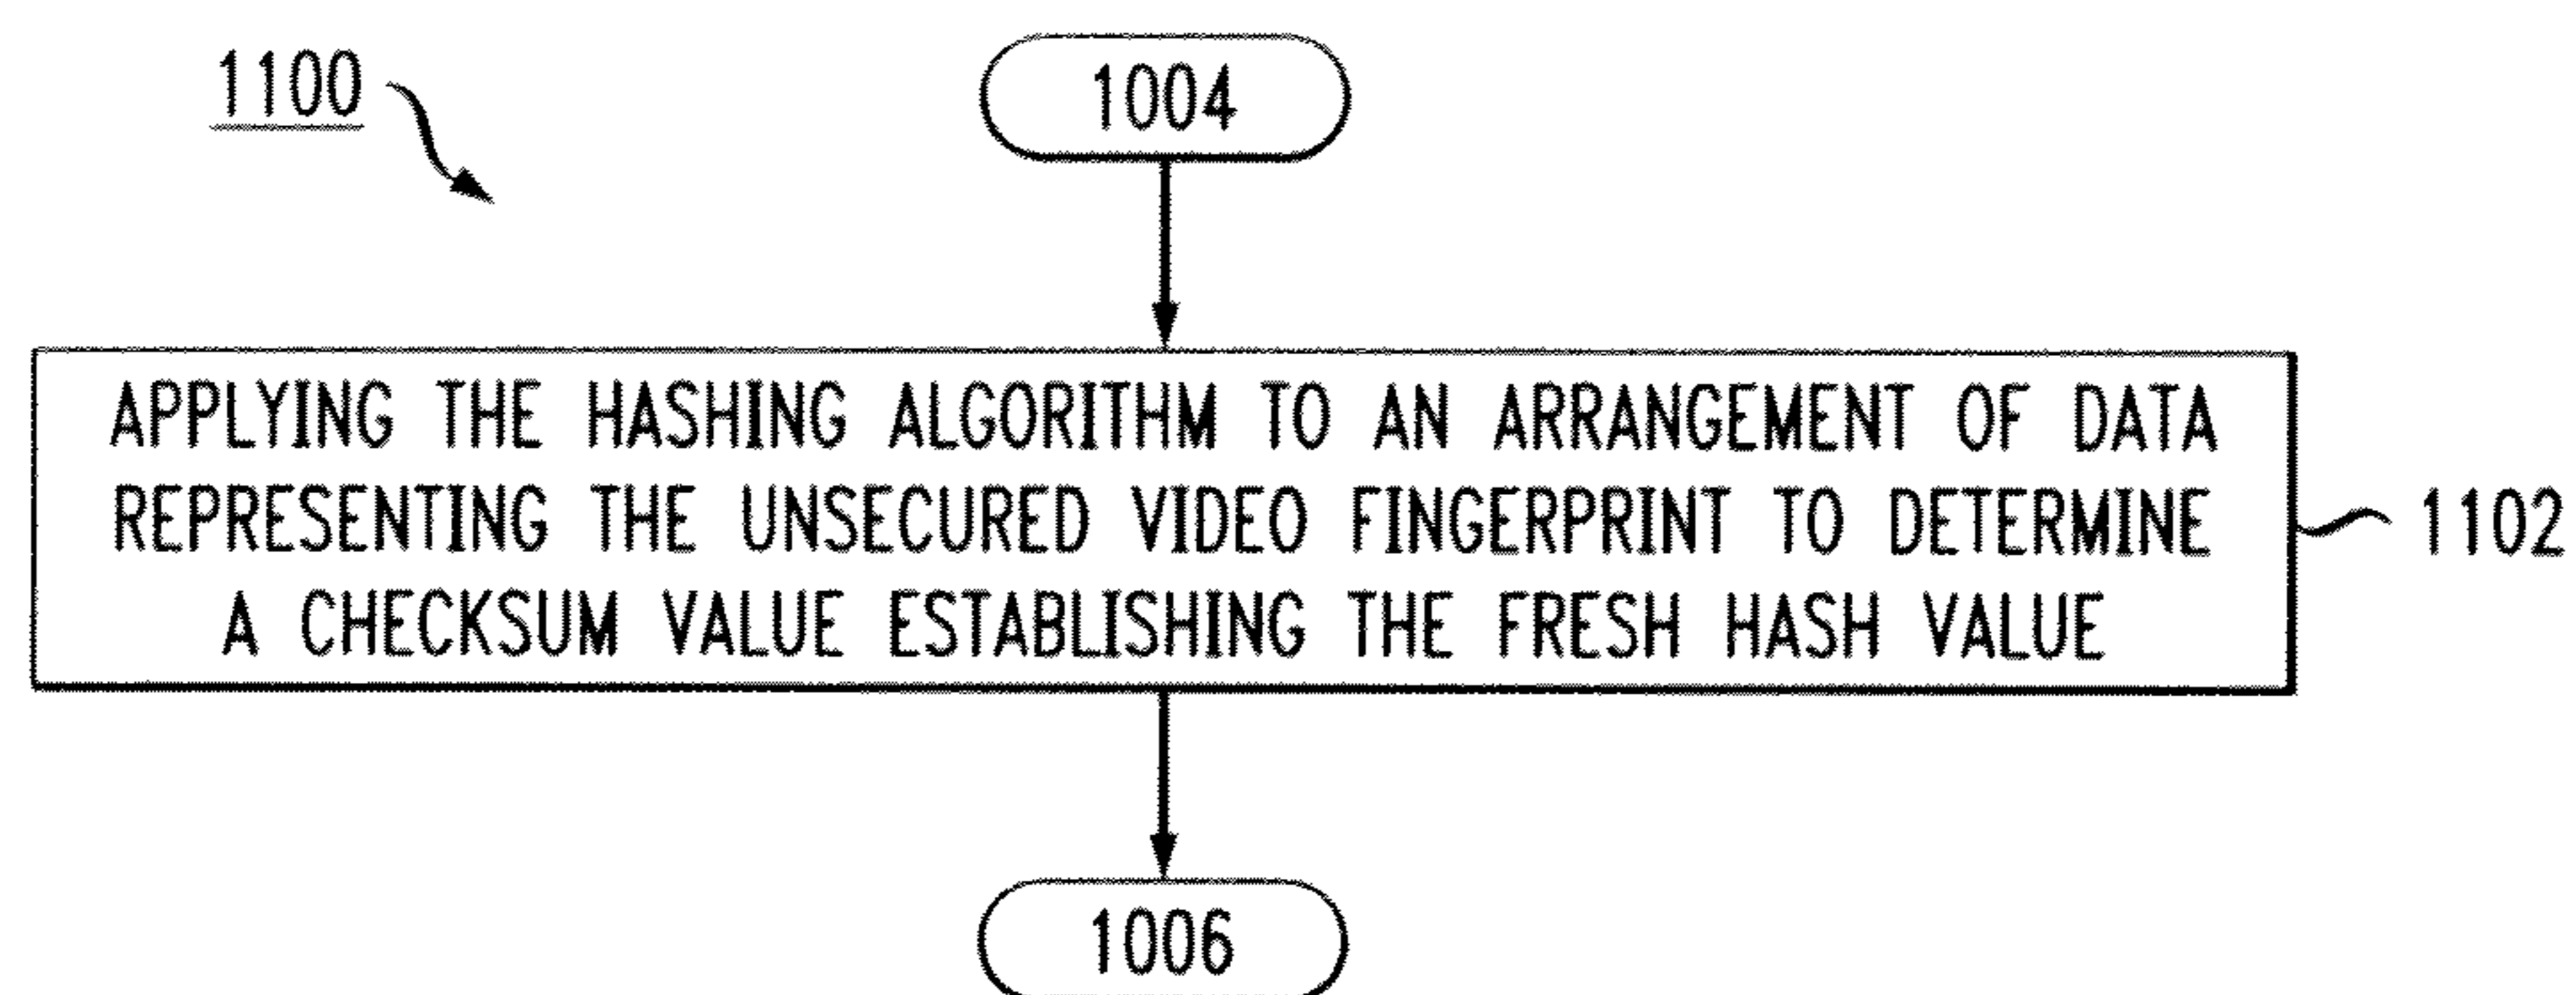 1100
1004
APPLYING THE HASHING ALGORITHM TO AN ARRANGEMENT OF DATA
REPRESENTING THE UNSECURED VIDEO FINGERPRINT TO DETERMINE
A CHECKSUM VALUE ESTABLISHING THE FRESH HASH VALUE
1102
1006